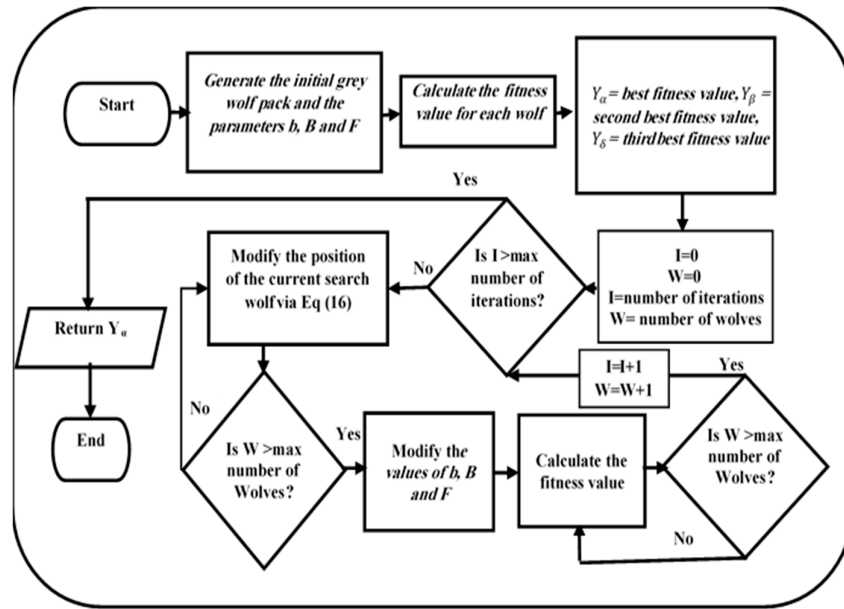 Start
Generate the initial grey
wolf pack and the
parameters b, B and F
Calculate the fitness
value for each wolf
Yα = best fitness value, Yβ =
second best fitness value,
Yδ = third best fitness value
Yes
Modify the position
of the current search
wolf via Eq (16)
No
Is I >max
number of
iterations?
I=0
W=0
I=number of iterations
W= number of wolves
Return Yα
I=I+1
W=W+1
Yes
End
No
Is W >max
number of
Wolves?
Yes
Modify the
values of b, B
and F
Calculate the
fitness value
Is W >max
number of
Wolves?
No